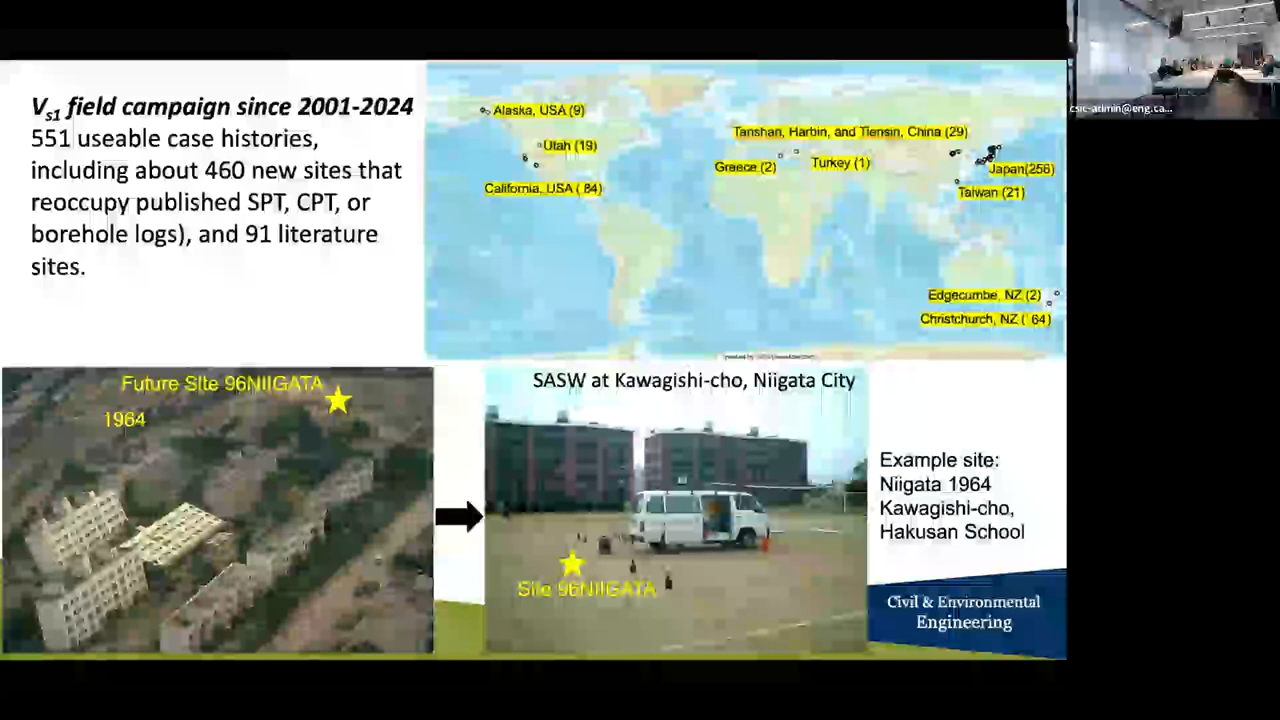 Vs1 field campaign since 2001-2024
551 useable case histories,
including about 460 new sites that
reoccupy published SPT, CPT, or
borehole logs), and 91 literature
sites.
Alaska, USA (9)
Utah (19)
California, USA ( 84)
Tanshan, Harbin, and Tiensin, China (29)
Greece (2)
Turkey (1)
Japan(256)
Taiwan (21)
Edgecumbe, NZ (2)
Christchurch, NZ ( 64)
Future Site 96NIIGATA
1964
SASW at Kawagishi-cho, Niigata City
Site 96NIIGATA
Example site:
Niigata 1964
Kawagishi-cho,
Hakusan School
Civil & Environmental
Engineering
csic-admin@eng.ca...